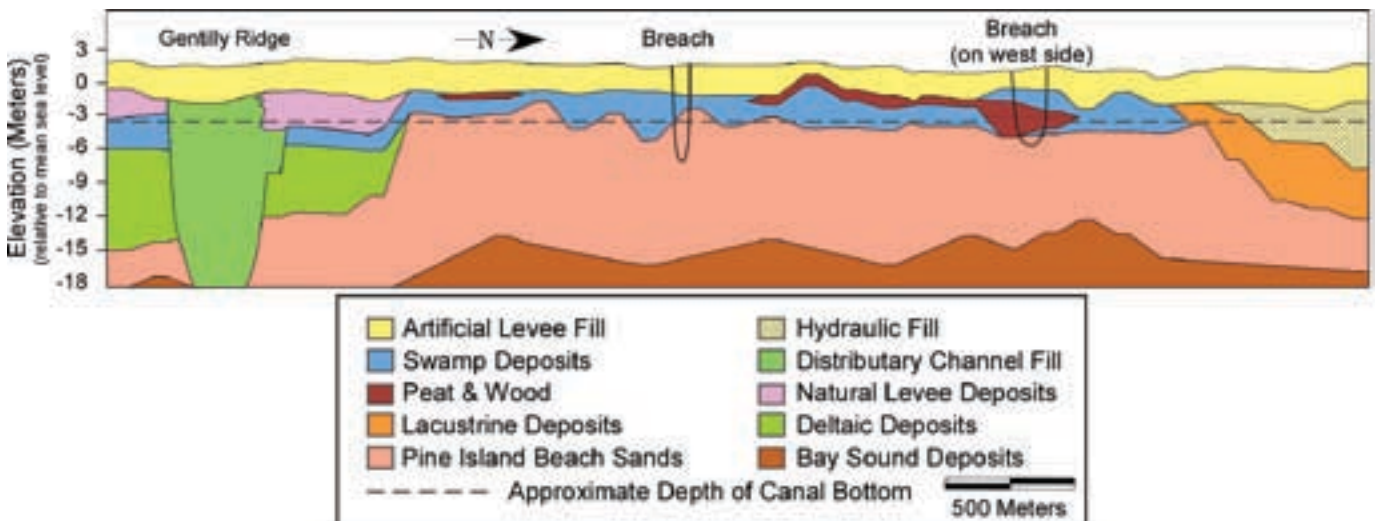 Gentilly Ridge
N
Breach
Breach
(on west side)
Elevation (Meters)
(relative to mean sea level)
3
0
-3
-6
-9
-12
-15
-18
Artificial Levee Fill
Swamp Deposits
Peat & Wood
Lacustrine Deposits
Pine Island Beach Sands
Hydraulic Fill
Distributary Channel Fill
Natural Levee Deposits
Deltaic Deposits
Bay Sound Deposits
Approximate Depth of Canal Bottom
500 Meters